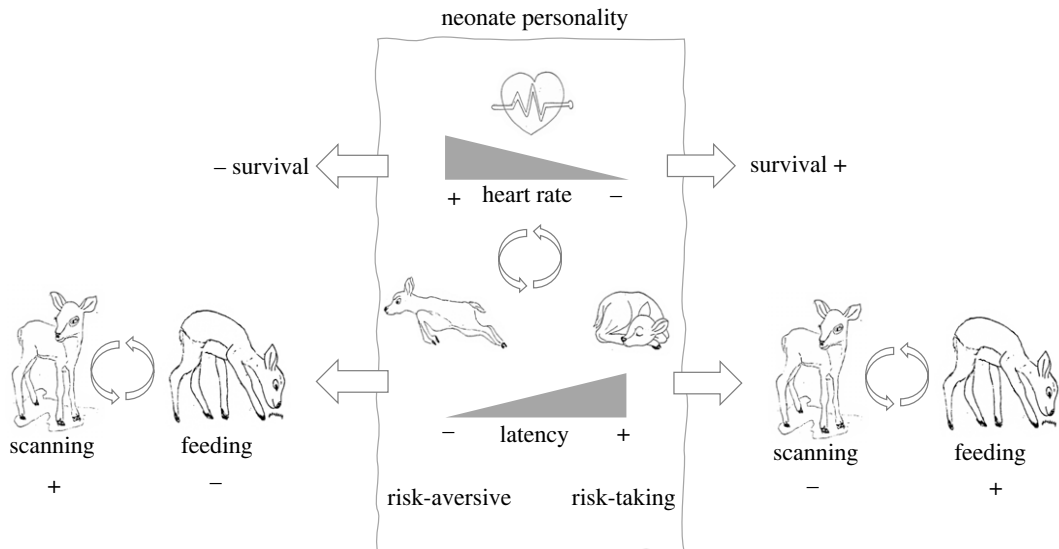 neonate personality
– survival
survival +
+ heart rate –
– latency +
scanning feeding
+ –
scanning feeding
– +
risk-aversive risk-taking